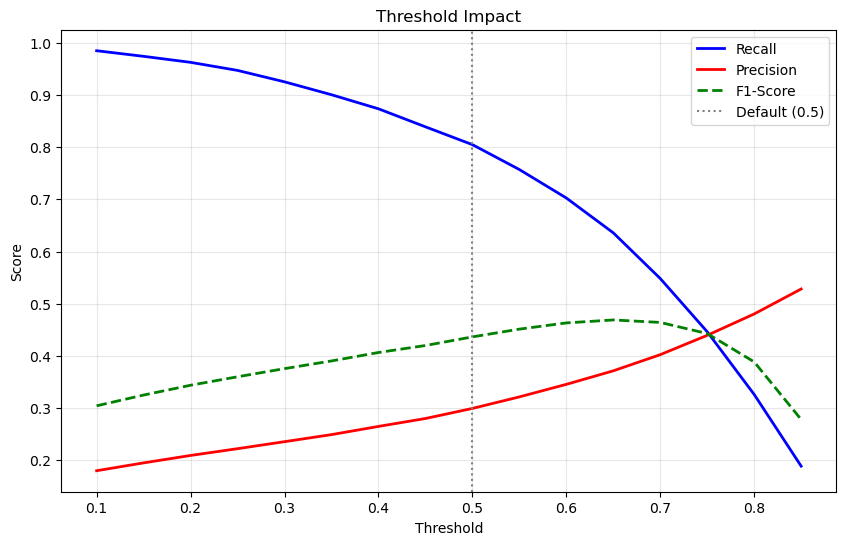 Threshold Impact
1.0
0.9
0.8
0.7
0.6
0.5
0.4
0.3
0.2
Score
Recall
Precision
F1-Score
Default (0.5)
0.1 0.2 0.3 0.4 0.5 0.6 0.7 0.8
Threshold